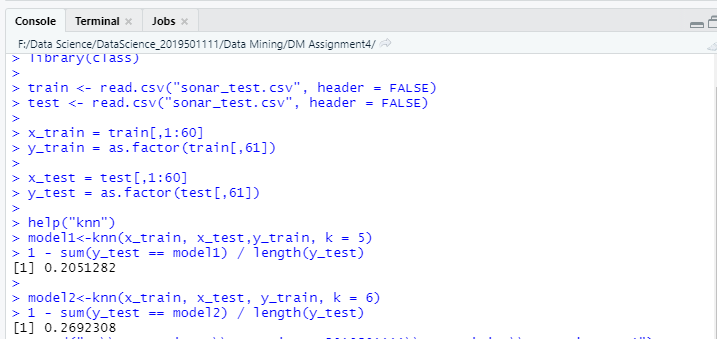 Console Terminal Jobs
F:/Data Science/DataScience_2019501111/Data Mining/DM Assignment4/
> library(class)
>
> train <- read.csv("sonar_test.csv", header = FALSE)
> test <- read.csv("sonar_test.csv", header = FALSE)
>
> x_train = train[,1:60]
> y_train = as.factor(train[,61])
>
> x_test = test[,1:60]
> y_test = as.factor(test[,61])
>
> help("knn")
> model1<-knn(x_train, x_test,y_train, k = 5)
> 1 - sum(y_test == model1) / length(y_test)
[1] 0.2051282
>
> model2<-knn(x_train, x_test, y_train, k = 6)
> 1 - sum(y_test == model2) / length(y_test)
[1] 0.2692308